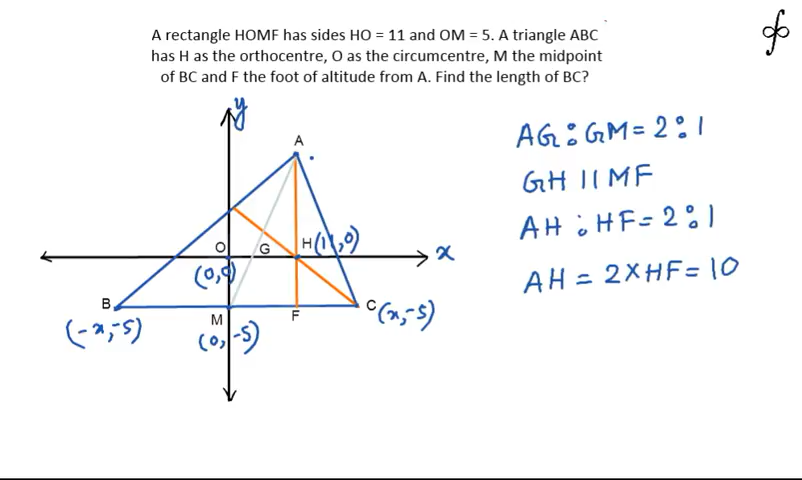 A rectangle HOMF has sides HO = 11 and OM = 5. A triangle ABC
has H as the orthocentre, O as the circumcentre, M the midpoint
of BC and F the foot of altitude from A. Find the length of BC?
y
A
AG : GM = 2 : 1
GH || MF
AH : HF = 2 : 1
AH = 2 X HF = 10
O
G
H (11,0)
x
(0,0)
B
M
F
C (x,-5)
(-x,-5)
(0,-5)